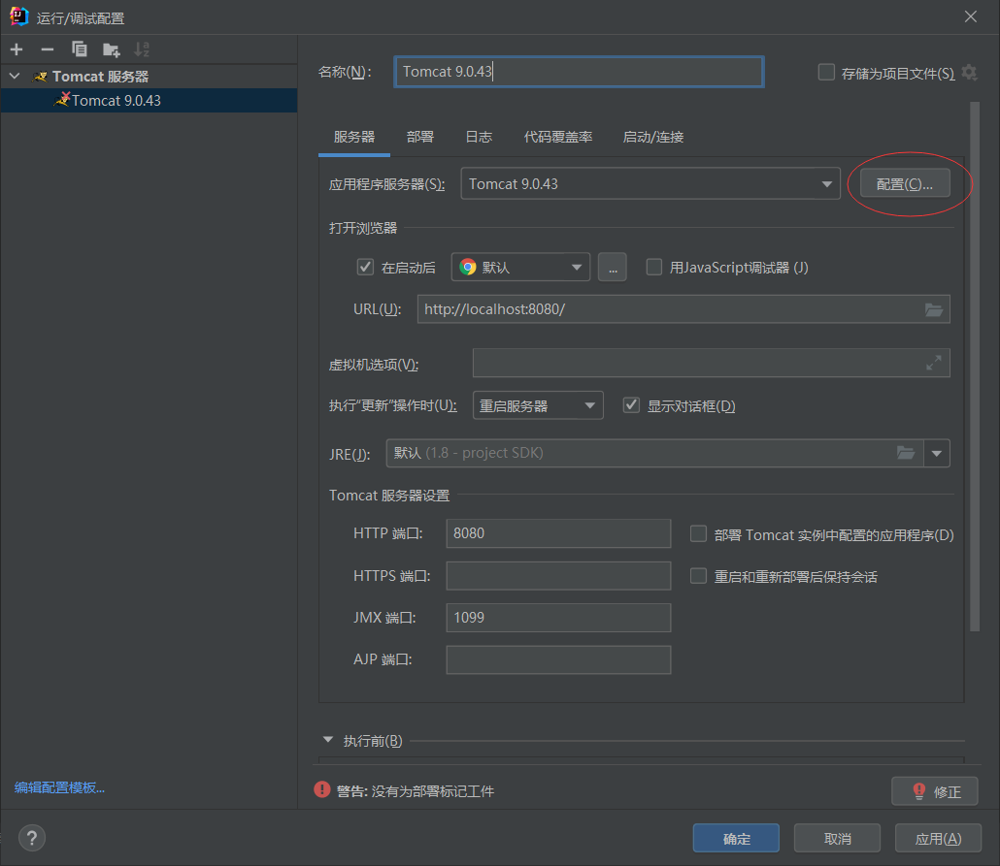 运行/调试配置
Tomcat 服务器
Tomcat 9.0.43
名称(N):
Tomcat 9.0.43
存储为项目文件(S)
服务器 部署 日志 代码覆盖率 启动/连接
应用程序服务器(S): Tomcat 9.0.43 配置(C)...
打开浏览器
在启动后 默认 ... 用JavaScript调试器 (J)
URL(U): http://localhost:8080/
虚拟机选项(V):
执行“更新”操作时(U): 重启服务器 显示对话框(D)
JRE(J): 默认 (1.8 - project SDK)
Tomcat 服务器设置
HTTP 端口: 8080 部署 Tomcat 实例中配置的应用程序(D)
HTTPS 端口: 重启和重新部署后保持会话
JMX 端口: 1099
AJP 端口:
执行前(B)
编辑配置模板...
警告: 没有为部署标记工件 修正
? 确定 取消 应用(A)